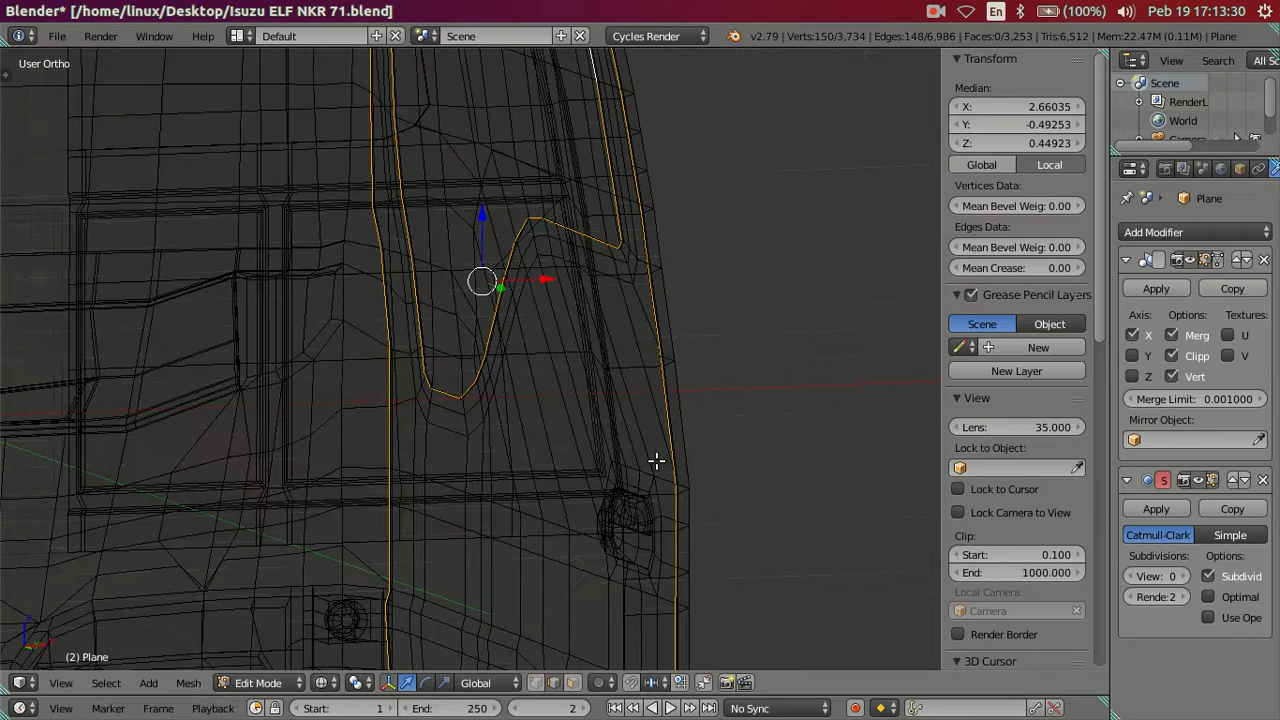 Blender* [/home/linux/Desktop/Isuzu ELF NKR 71.blend]
En
(100%)
Peb 19 17:13:30
File
Render
Window
Help
Default
Scene
Cycles Render
v2.79 | Verts:150/3,734 | Edges:148/6,986 | Faces:0/3,253 | Tris:6,512 | Mem:22.47M (0.11M) | Plane
User Ortho
Transform
Median:
X: 2.66035
Y: -0.49253
Z: 0.44923
Global
Local
Vertices Data:
Mean Bevel Weig: 0.00
Edges Data:
Mean Bevel Weig: 0.00
Mean Crease: 0.00
Grease Pencil Layers
Scene
Object
New
New Layer
View
Lens: 35.000
Lock to Object:
Lock to Cursor
Lock Camera to View
Clip:
Start: 0.100
End: 1000.000
Local Camera:
Camera
Render Border
3D Cursor
View
Search
All Sc
Scene
RenderL
World
Camera
Plane
Add Modifier
Apply
Copy
Axis:
Options:
Textures:
X
Merg
U
Y
Clipp
V
Z
Vert
Merge Limit: 0.001000
Mirror Object:
S
Apply
Copy
Catmull-Clark
Simple
Subdivisions:
Options:
View: 0
Subdivid
Rende:2
Optimal
Use Ope
(2) Plane
View
Select
Add
Mesh
Edit Mode
Global
View
Marker
Frame
Playback
Start: 1
End: 250
2
No Sync